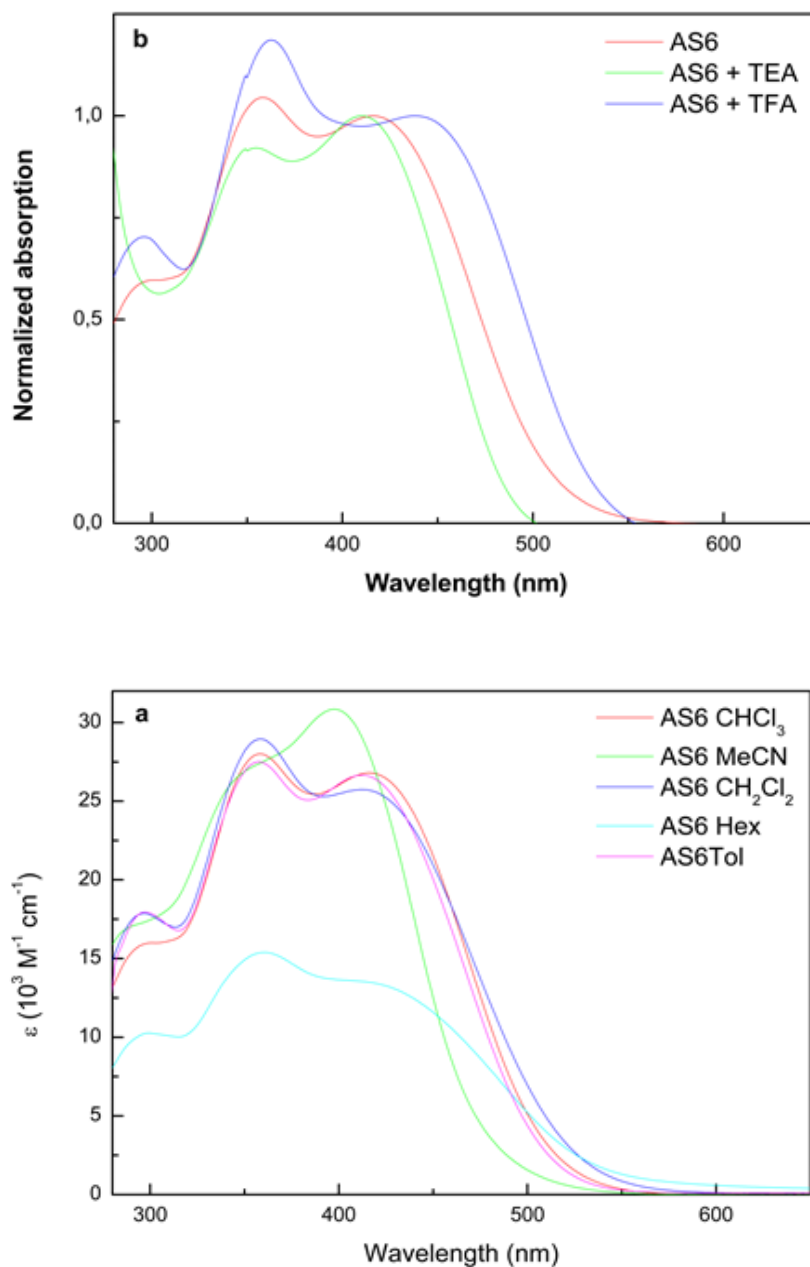 b
AS6
AS6 + TEA
AS6 + TFA
1,0
0,5
0,0
Normalized absorption
300 400 500 600
Wavelength (nm)
a
AS6 CHCl₃
AS6 MeCN
AS6 CH₂Cl₂
AS6 Hex
AS6Tol
30
25
20
15
10
5
0
ε (10³ M⁻¹ cm⁻¹)
300 400 500 600
Wavelength (nm)